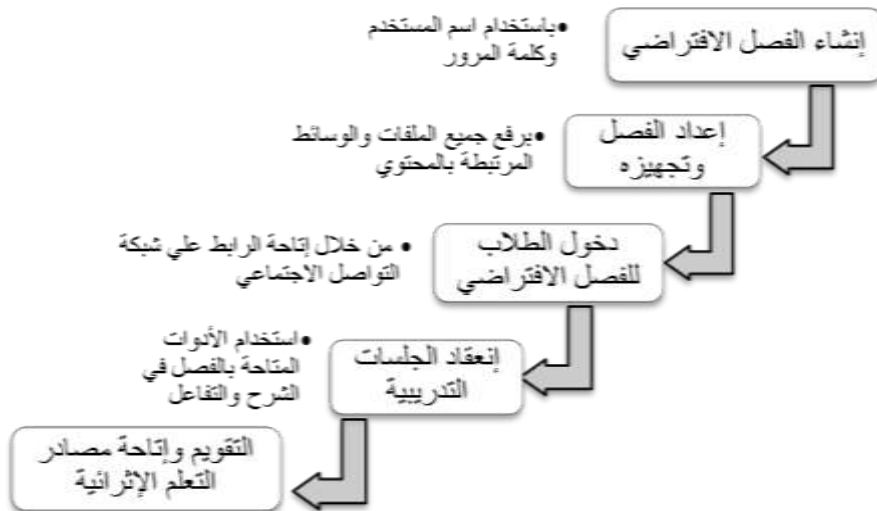 إنشاء الفصل الافتراضي
•باستخدام اسم المستخدم
وكلمة المرور
إعداد الفصل
وتجهيزه
•برفع جميع الملفات والوسائط
المرتبطة بالمحتوي
دخول الطلاب
للفصل الافتراضي
• من خلال إتاحة الرابط علي شبكة
التواصل الاجتماعي
إنعقاد الجلسات
التدريبية
•استخدام الأدوات
المتاحة بالفصل في
الشرح والتفاعل
التقويم وإتاحة مصادر
التعلم الإثرائية